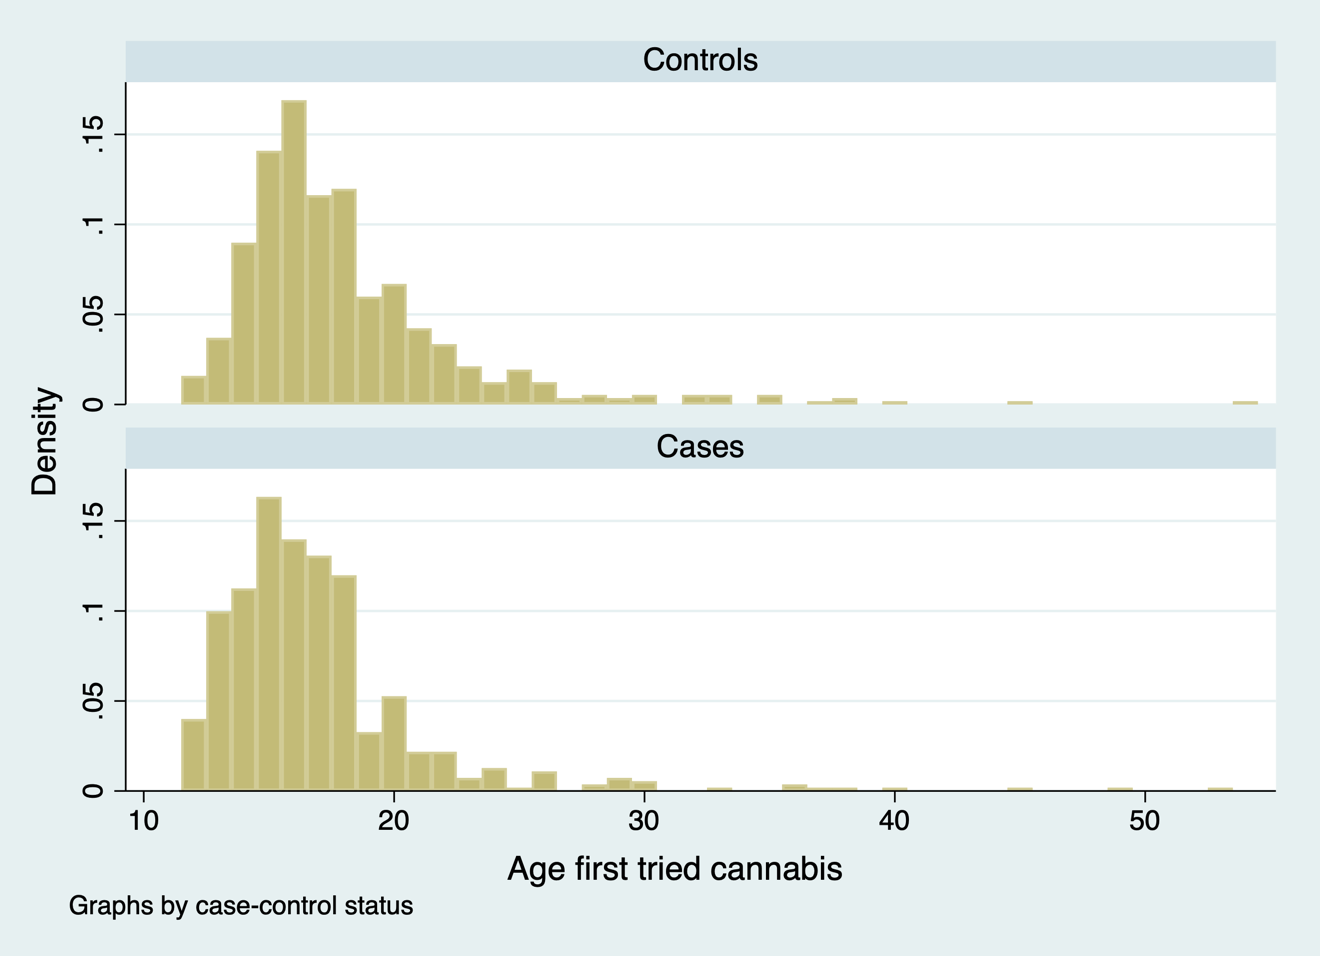 Controls
.15
.1
.05
0
Cases
.15
.1
.05
0
10 20 30 40 50
Density
Age first tried cannabis
Graphs by case-control status